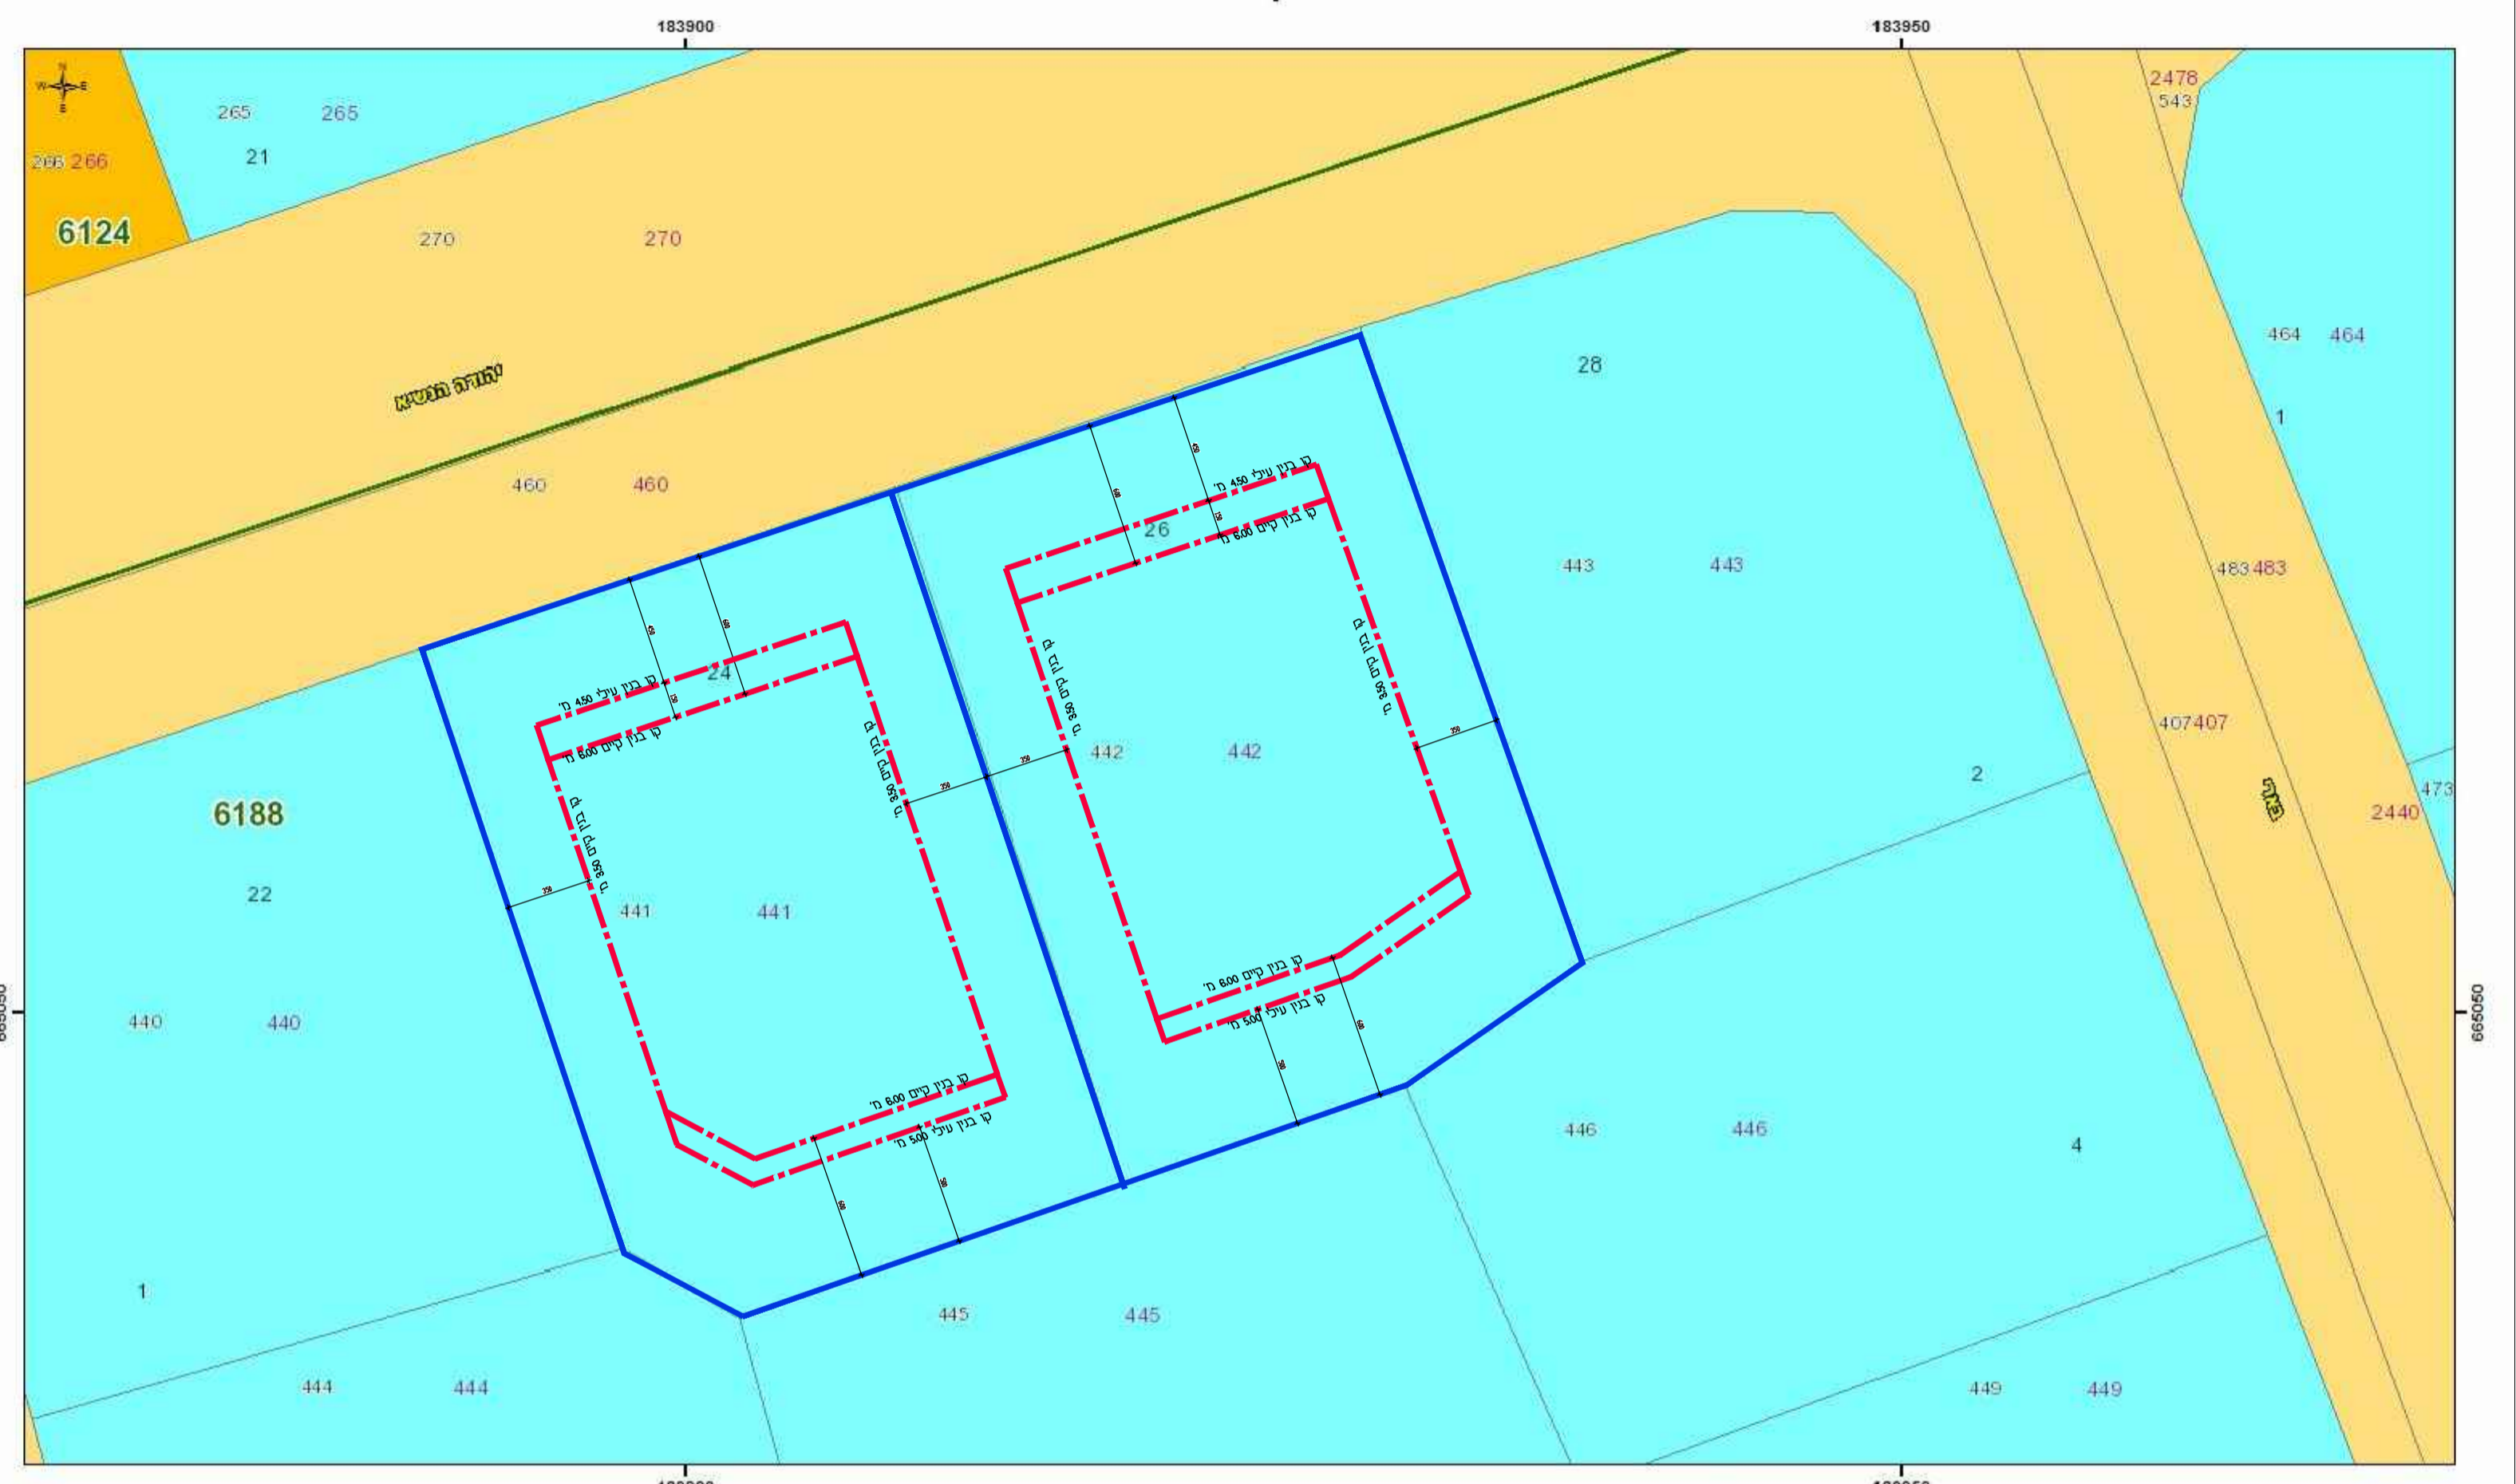 183900
183950
N
W E
S
265 265
21
266 266
6124
270 270
2478
543
יהודה הנשיא
460 460
28
464 464
1
קו בנין עילי 4.50 מ'
26
קו בנין קיים 6.00 מ'
443 443
483 483
קו בנין קיים 3.50 מ'
קו בנין קיים 3.50 מ'
24
קו בנין עילי 4.50 מ'
קו בנין קיים 6.00 מ'
קו בנין קיים 3.50 מ'
קו בנין קיים 3.50 מ'
442 442
407 407
2
473
2440
6188
22
441 441
קו בנין קיים 6.00 מ'
קו בנין עילי 5.00 מ'
665050
440 440
קו בנין קיים 6.00 מ'
קו בנין עילי 5.00 מ'
446 446
4
1
445 445
444 444
449 449